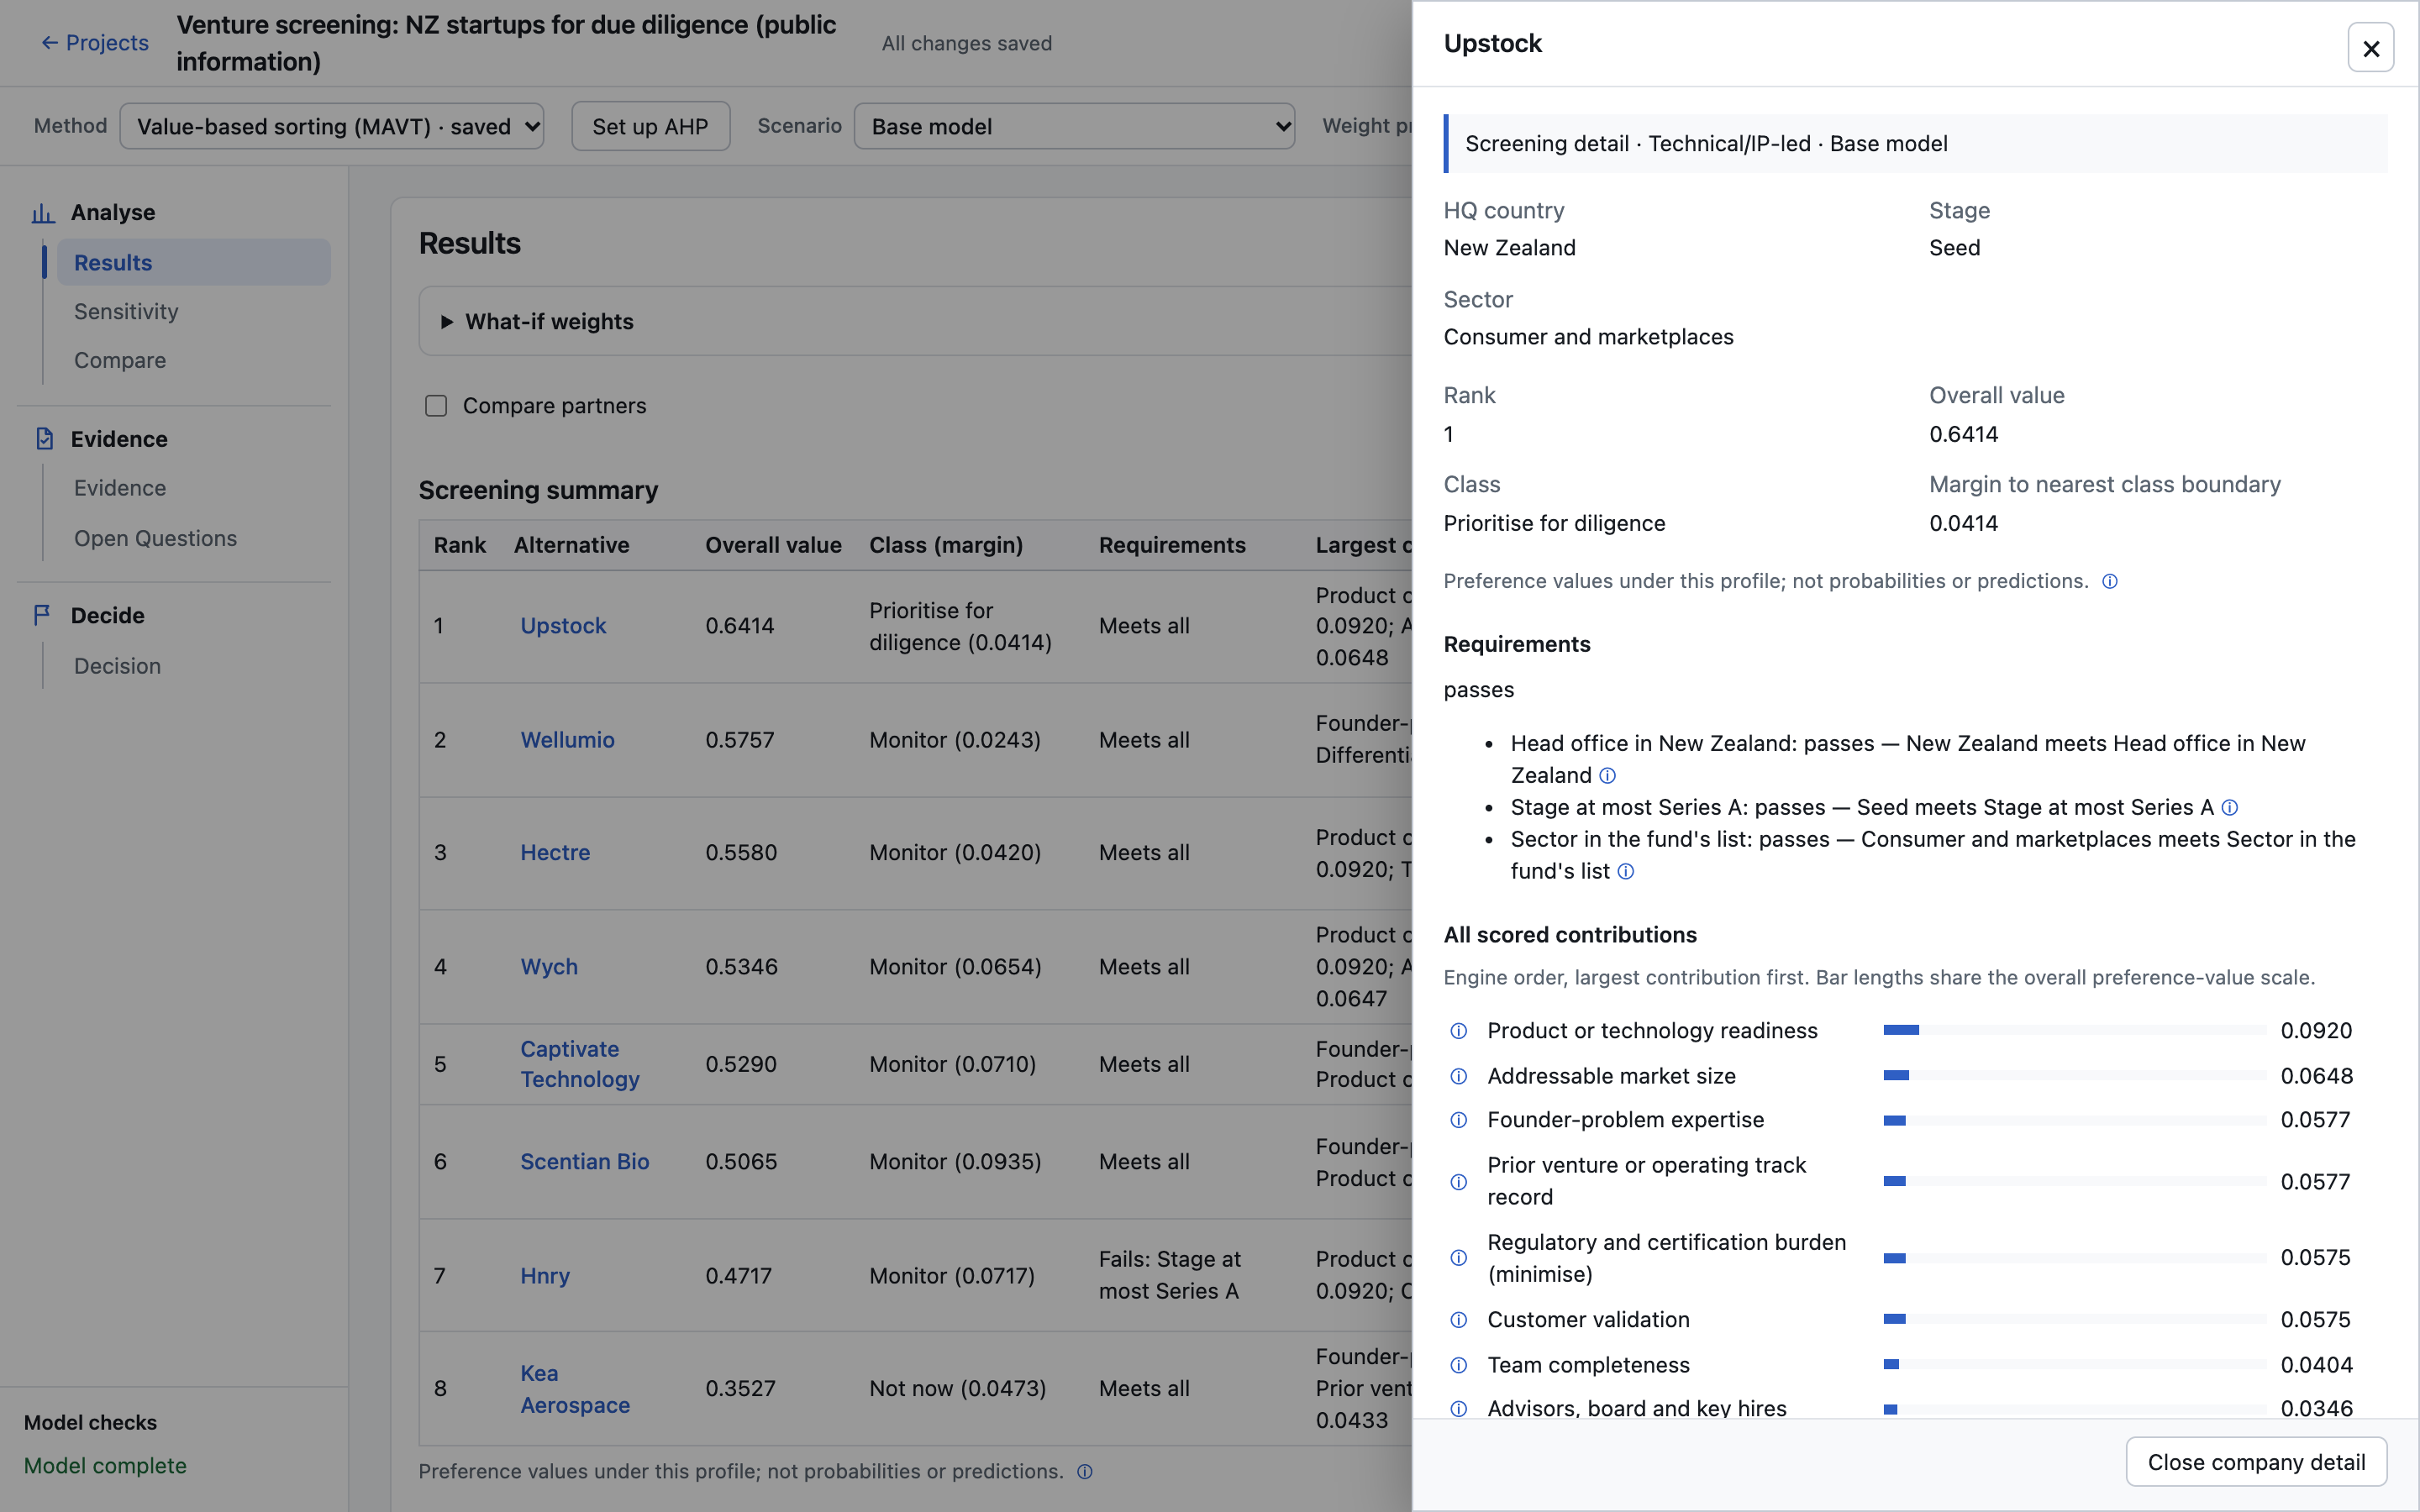 ← Projects
Venture screening: NZ startups for due diligence (public
information)
All changes saved
Method
Value-based sorting (MAVT) · saved
Set up AHP
Scenario
Base model
Weight pr
Analyse
Results
Sensitivity
Compare
Evidence
Evidence
Open Questions
Decide
Decision
Model checks
Model complete
Results
What-if weights
Compare partners
Screening summary
Rank Alternative Overall value Class (margin) Requirements Largest c
1 Upstock 0.6414 Prioritise for diligence (0.0414) Meets all Product o 0.0920; A 0.0648
2 Wellumio 0.5757 Monitor (0.0243) Meets all Founder-p Differenti
3 Hectre 0.5580 Monitor (0.0420) Meets all Product o 0.0920; T
4 Wych 0.5346 Monitor (0.0654) Meets all Product o 0.0920; A 0.0647
5 Captivate Technology 0.5290 Monitor (0.0710) Meets all Founder-p Product o
6 Scentian Bio 0.5065 Monitor (0.0935) Meets all Founder-p Product o
7 Hnry 0.4717 Monitor (0.0717) Fails: Stage at most Series A Product o 0.0920; C
8 Kea Aerospace 0.3527 Not now (0.0473) Meets all Founder-p Prior vent 0.0433
Preference values under this profile; not probabilities or predictions.
Upstock
Screening detail · Technical/IP-led · Base model
HQ country
New Zealand
Stage
Seed
Sector
Consumer and marketplaces
Rank
1
Overall value
0.6414
Class
Prioritise for diligence
Margin to nearest class boundary
0.0414
Preference values under this profile; not probabilities or predictions.
Requirements
passes
• Head office in New Zealand: passes — New Zealand meets Head office in New
Zealand
• Stage at most Series A: passes — Seed meets Stage at most Series A
• Sector in the fund's list: passes — Consumer and marketplaces meets Sector in the
fund's list
All scored contributions
Engine order, largest contribution first. Bar lengths share the overall preference-value scale.
Product or technology readiness 0.0920
Addressable market size 0.0648
Founder-problem expertise 0.0577
Prior venture or operating track
record 0.0577
Regulatory and certification burden
(minimise) 0.0575
Customer validation 0.0575
Team completeness 0.0404
Advisors, board and key hires 0.0346
Close company detail